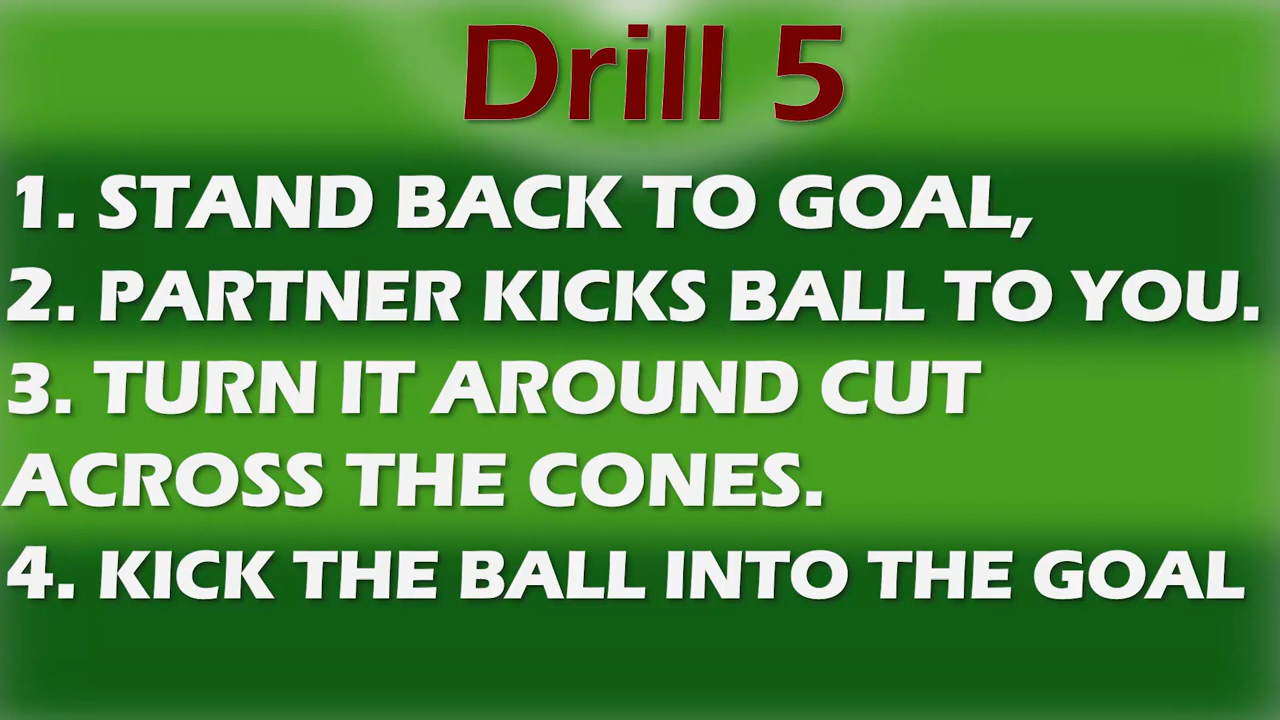 Drill 5
1. STAND BACK TO GOAL,
2. PARTNER KICKS BALL TO YOU.
3. TURN IT AROUND CUT
ACROSS THE CONES.
4. KICK THE BALL INTO THE GOAL